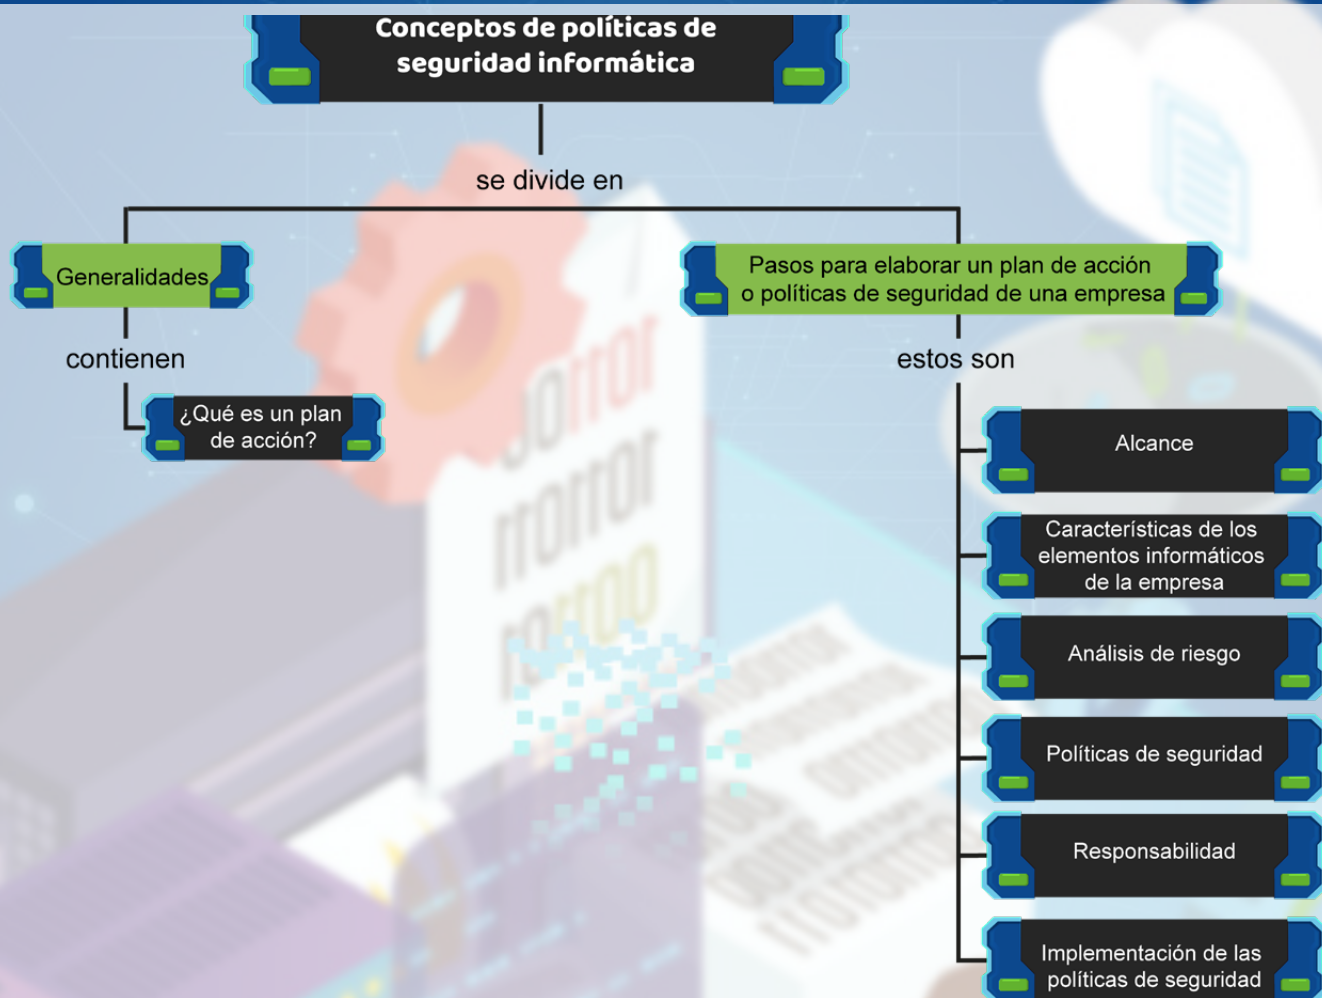 Conceptos de políticas de
seguridad informática
se divide en
Generalidades
contienen
¿Qué es un plan
de acción?
Pasos para elaborar un plan de acción
o políticas de seguridad de una empresa
estos son
Alcance
Característícas de los
elementos informáticos
de la empresa
Análisis de riesgo
Políticas de seguridad
Responsabilidad
Implementación de las
políticas de seguridad